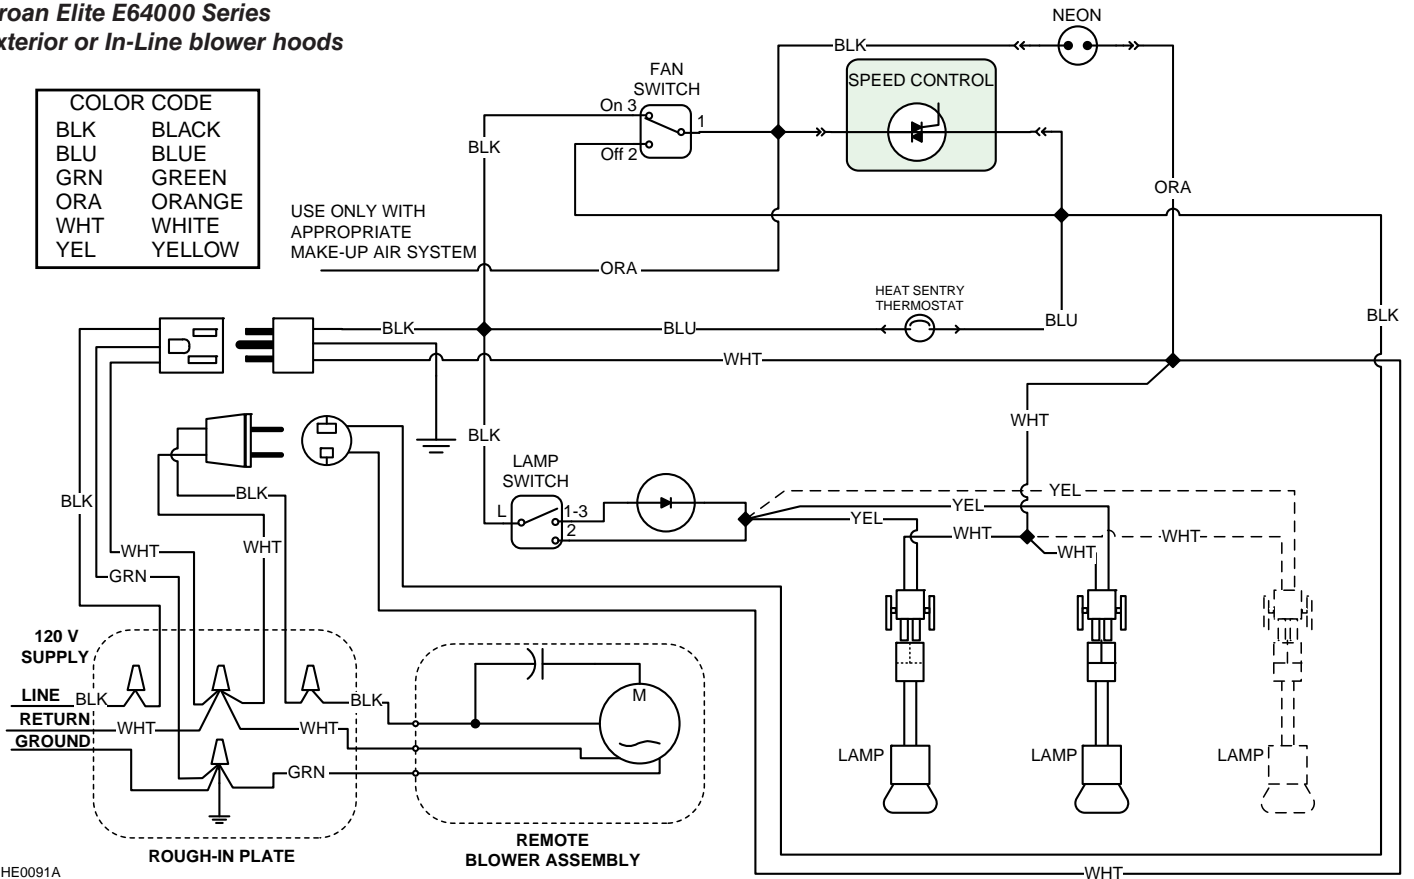 roan Elite E64000 Series
xterior or In-Line blower hoods
COLOR CODE
BLK BLACK
BLU BLUE
GRN GREEN
ORA ORANGE
WHT WHITE
YEL YELLOW
NEON
BLK
SPEED CONTROL
FAN
SWITCH
On 3
1
Off 2
BLK
ORA
USE ONLY WITH
APPROPRIATE
MAKE-UP AIR SYSTEM
ORA
HEAT SENTRY
THERMOSTAT
BLK
BLU
BLU
BLK
WHT
WHT
BLK
LAMP
SWITCH
L
1-3
2
YEL
YEL
YEL
WHT
WHT
WHT
BLK
BLK
WHT
WHT
GRN
120 V
SUPPLY
LINE
BLK
RETURN
WHT
GROUND
BLK
WHT
GRN
M
LAMP
LAMP
LAMP
ROUGH-IN PLATE
REMOTE
BLOWER ASSEMBLY
HE0091A
WHT